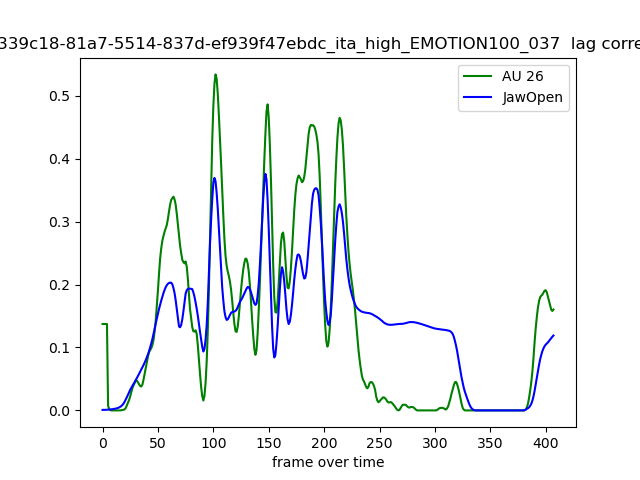 339c18-81a7-5514-837d-ef939f47ebdc_ita_high_EMOTION100_037 lag corre
AU 26
JawOpen
0.5
0.4
0.3
0.2
0.1
0.0
0 50 100 150 200 250 300 350 400
frame over time